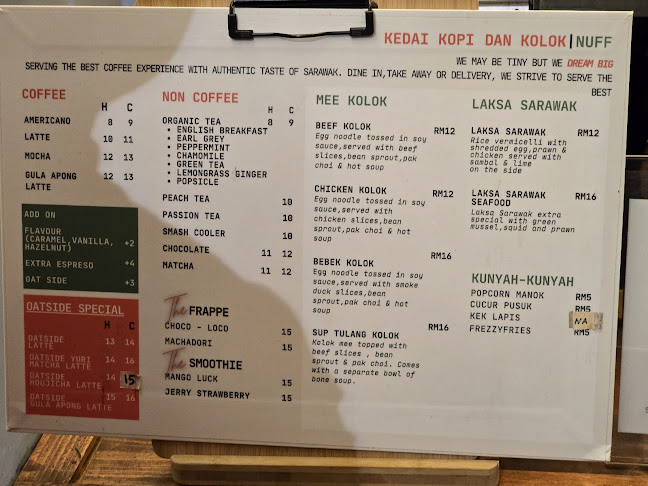 KEDAI KOPI DAN KOLOK|NUFF
WE MAY BE TINY BUT WE DREAM BIG
SERVING THE BEST COFFEE EXPERIENCE WITH AUTHENTIC TASTE OF SARAWAK. DINE IN,TAKE AWAY OR DELIVERY, WE STRIVE TO SERVE THE
BEST
COFFEE
H C
AMERICANO 8 9
LATTE 10 11
MOCHA 12 13
GULA APONG 12 13
LATTE
ADD ON
FLAVOUR
(CARAMEL,VANILLA, +2
HAZELNUT)
EXTRA ESPRESO +4
OAT SIDE +3
OATSIDE SPECIAL
H C
OATSIDE 13 14
LATTE
OATSIDE YURI 14 16
MATCHA LATTE
OATSIDE 14 15
HOUJICHA LATTE
OATSIDE 15 16
GULA APONG LATTE
NON COFFEE
H C
ORGANIC TEA 8 9
• ENGLISH BREAKFAST
• EARL GREY
• PEPPERMINT
• CHAMOMILE
• GREEN TEA
• LEMONGRASS GINGER
• POPSICLE
PEACH TEA 10
PASSION TEA 10
SMASH COOLER 10
CHOCOLATE 11 12
MATCHA 11 12
The FRAPPE
CHOCO - LOCO 15
MACHADORI 15
The SMOOTHIE
MANGO LUCK 15
JERRY STRAWBERRY 15
MEE KOLOK
BEEF KOLOK RM12
Egg noodle tossed in soy
sauce,served with beef
slices,bean sprout,pak
choi & hot soup
CHICKEN KOLOK RM12
Egg noodle tossed in soy
sauce,served with
chicken slices,bean
sprout,pak choi & hot
soup
BEBEK KOLOK RM16
Egg noodle tossed in soy
sauce,served with smoke
duck slices,bean
sprout,pak choi & hot
soup
SUP TULANG KOLOK RM16
Kolok mee topped with
beef slices , bean
sprout & pak choi. Comes
with a separate bowl of
bone soup.
LAKSA SARAWAK
LAKSA SARAWAK RM12
Rice vermicelli with
shredded egg,prawn &
chicken served with
sambal & lime
on the side
LAKSA SARAWAK RM16
SEAFOOD
Laksa Sarawak extra
special with green
mussel,squid and prawn
KUNYAH-KUNYAH
POPCORN MANOK RM5
CUCUR PUSUK RM5
KEK LAPIS N/A
FREZZYFRIES RM5